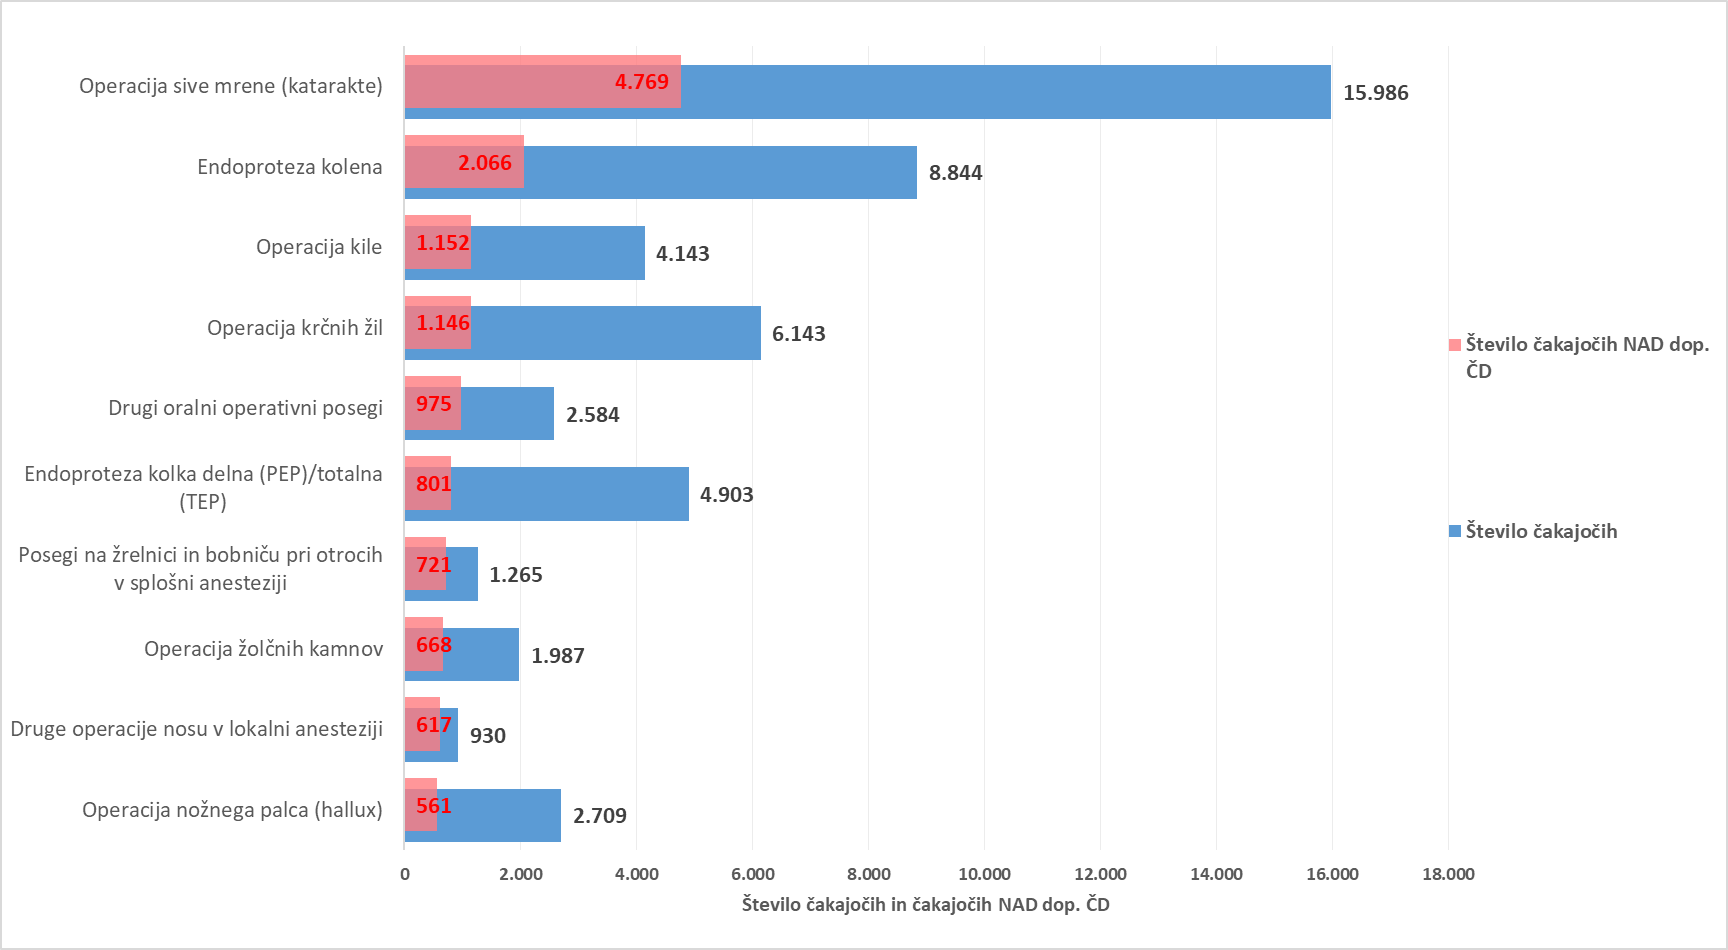 Operacija sive mrene (katarakte)
4.769
15.986
Endoproteza kolena
2.066
8.844
Operacija kile
1.152
4.143
Operacija krčnih žil
1.146
6.143
Drugi oralni operativni posegi
975
2.584
Endoproteza kolka delna (PEP)/totalna
(TEP)
801
4.903
Posegi na žrelnici in bobniču pri otrocih
v splošni anesteziji
721
1.265
Operacija žolčnih kamnov
668
1.987
Druge operacije nosu v lokalni anesteziji
617
930
Operacija nožnega palca (hallux)
561
2.709
0
2.000
4.000
6.000
8.000
10.000
12.000
14.000
16.000
18.000
Število čakajočih in čakajočih NAD dop. ČD
Število čakajočih NAD dop.
ČD
Število čakajočih